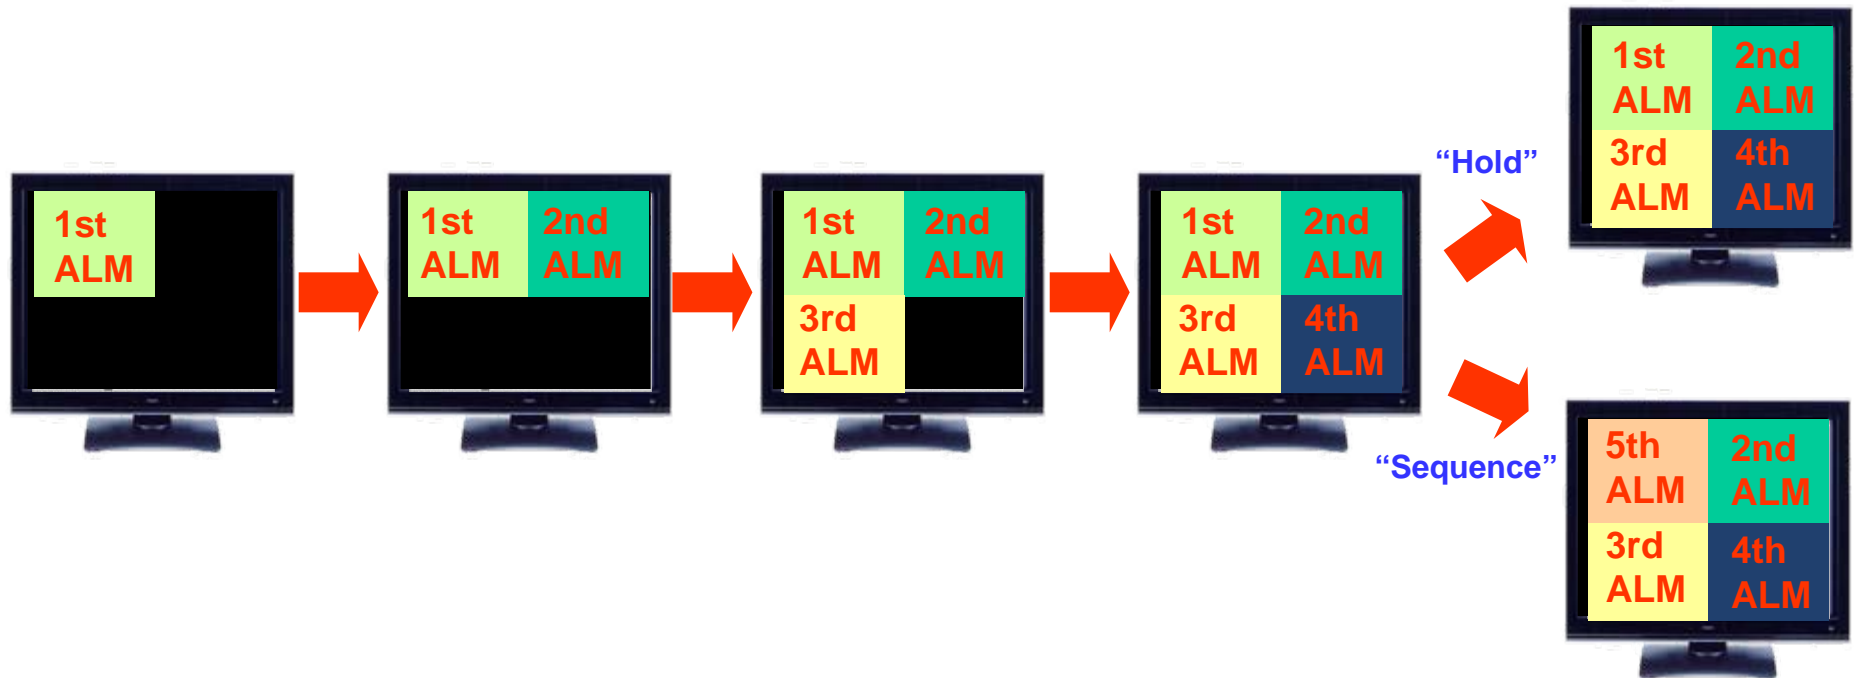 1st
ALM
1st
ALM
2nd
ALM
1st
ALM
2nd
ALM
3rd
ALM
1st
ALM
2nd
ALM
3rd
ALM
4th
ALM
“Hold”
1st
ALM
2nd
ALM
3rd
ALM
4th
ALM
“Sequence”
5th
ALM
2nd
ALM
3rd
ALM
4th
ALM